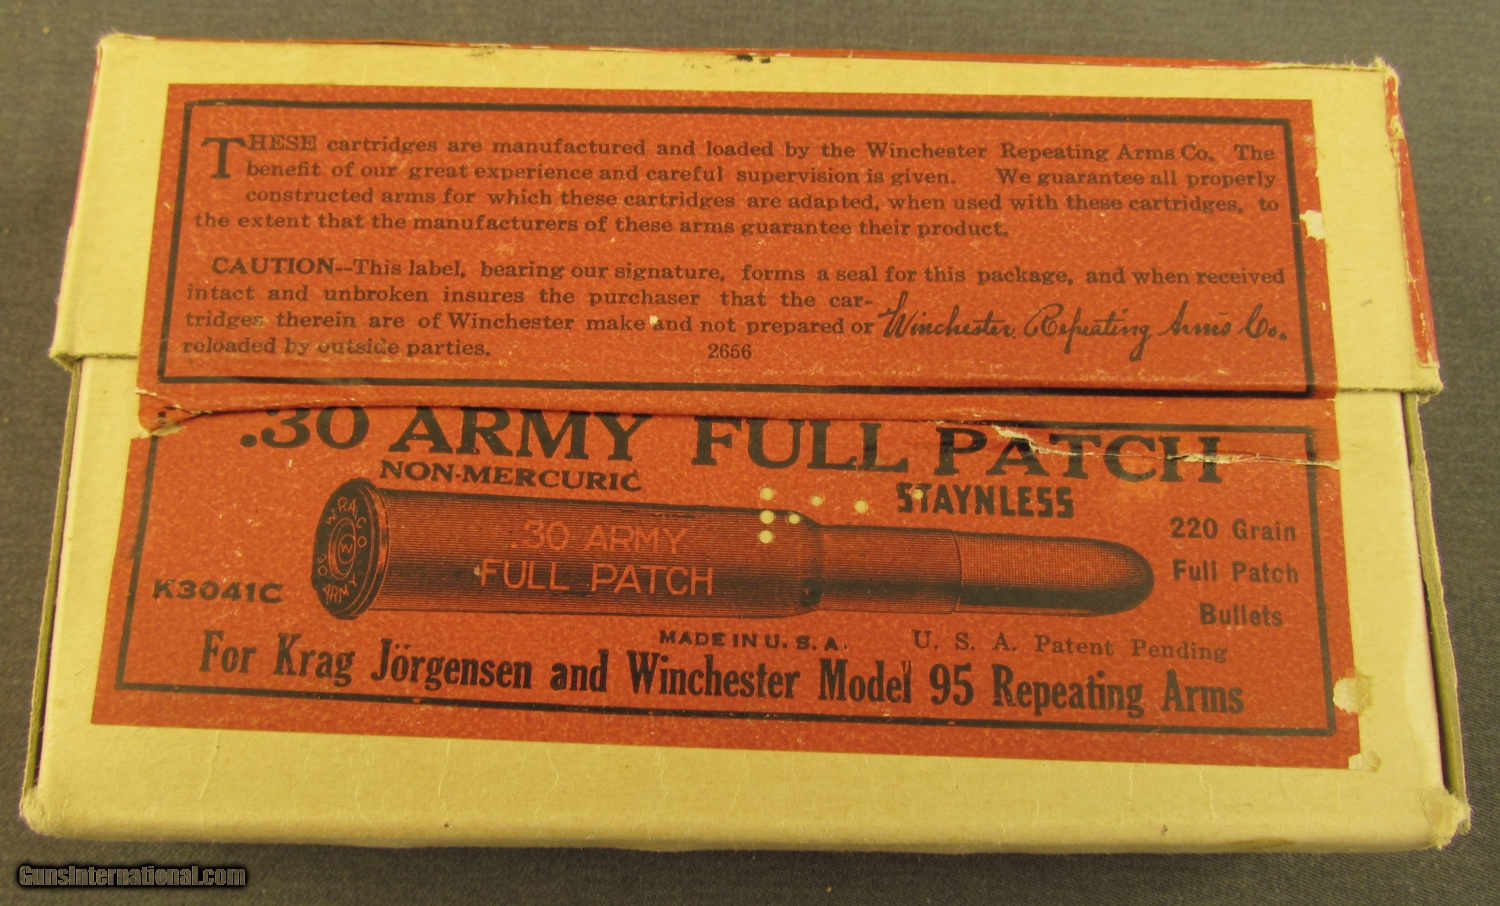 THESE cartridges are manufactured and loaded by the Winchester Repeating Arms Co. The
benefit of our great experience and careful supervision is given. We guarantee all properly
constructed arms for which these cartridges are adapted, when used with these cartridges, to
the extent that the manufacturers of these arms guarantee their product.
CAUTION--This label, bearing our signature, forms a seal for this package, and when received
intact and unbroken insures the purchaser that the car-
tridges therein are of Winchester make and not prepared or Winchester Repeating Arms Co.
reloaded by outside parties. 2656
.30 ARMY FULL PATCH
NON-MERCURIC STAYNLESS
W.R.A.CO.
W
30 ARMY
.30 ARMY
FULL PATCH
220 Grain
Full Patch
Bullets
K3041C
MADE IN U. S. A. U. S. A. Patent Pending
For Krag Jörgensen and Winchester Model 95 Repeating Arms
GunsInternational.com